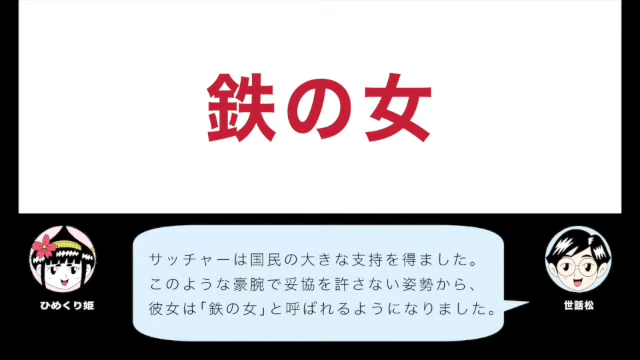 鉄の女
サッチャーは国民の大きな支持を得ました。
このような豪腕で妥協を許さない姿勢から、
彼女は「鉄の女」と呼ばれるようになりました。
ひめくり姫
世話松